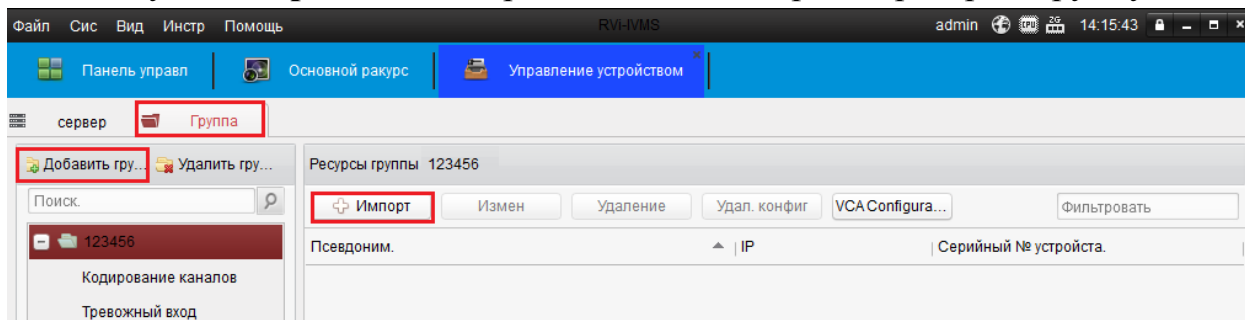 Файл Сис Вид Инстр Помощь RVi-IVMS admin 14:15:43
Панель управл Основной ракурс Управление устройством
сервер Группа
Добавить гру... Удалить гру... Ресурсы группы 123456
Поиск. Импорт Измен Удаление Удал. конфиг VCA Configura... Фильтровать
123456 Псевдоним. IP Серийный № устройста.
Кодирование каналов
Тревожный вход